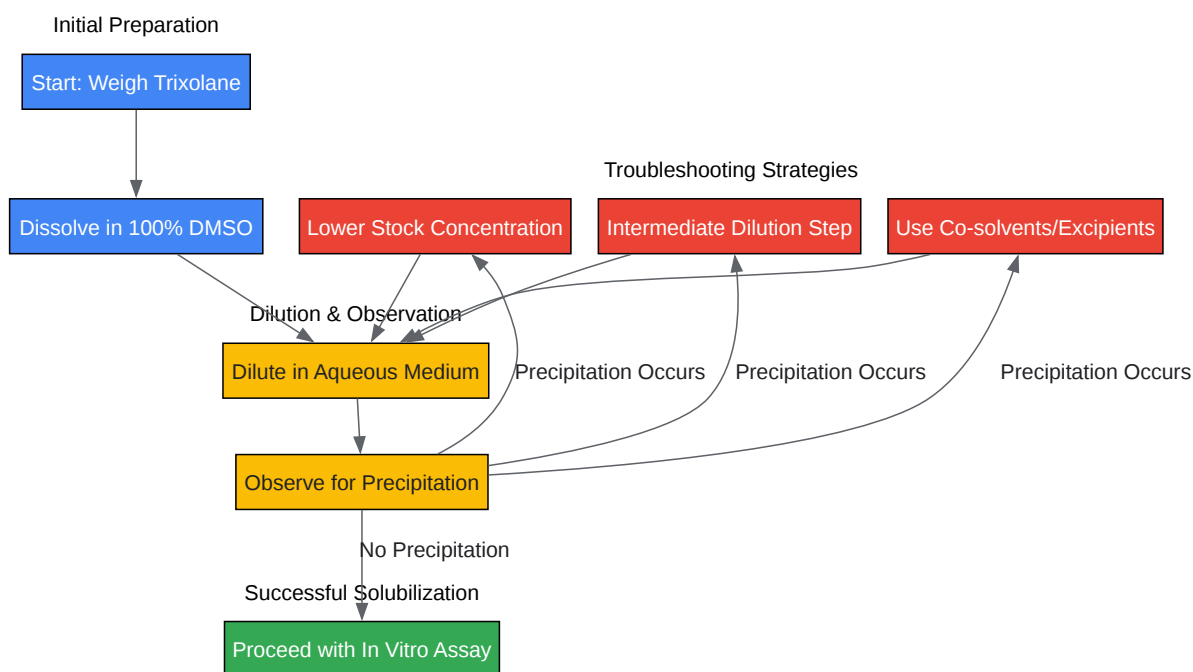 Initial Preparation
Start: Weigh Trixolane
Troubleshooting Strategies
Dissolve in 100% DMSO
Lower Stock Concentration
Intermediate Dilution Step
Use Co-solvents/Excipients
Dilution & Observation
Dilute in Aqueous Medium
Precipitation Occurs
Precipitation Occurs
Precipitation Occurs
Observe for Precipitation
No Precipitation
Successful Solubilization
Proceed with In Vitro Assay